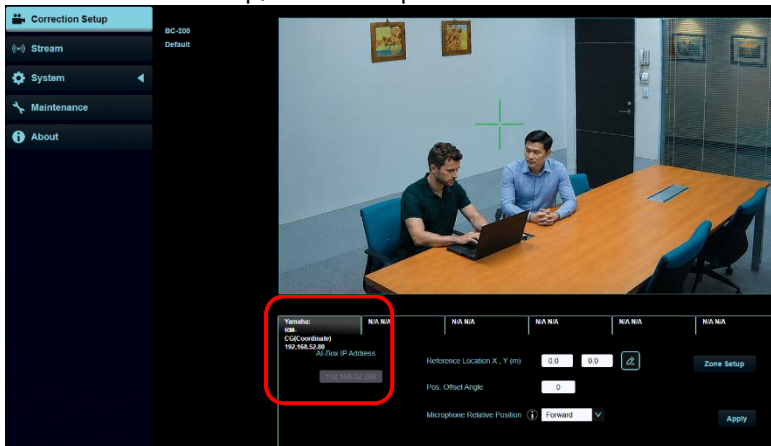 Correction Setup
Stream
System
Maintenance
About
BC-200
Default
Yamaha:
RM-
CG(Coordinate)
192.168.52.80
N/A N/A
N/A N/A
N/A N/A
N/A N/A
N/A N/A
AI-Box IP Address
192.168.52.200
Reference Location X , Y (m) 0.0 0.0
Zone Setup
Pos. Offset Angle 0
Microphone Relative Position Forward
Apply